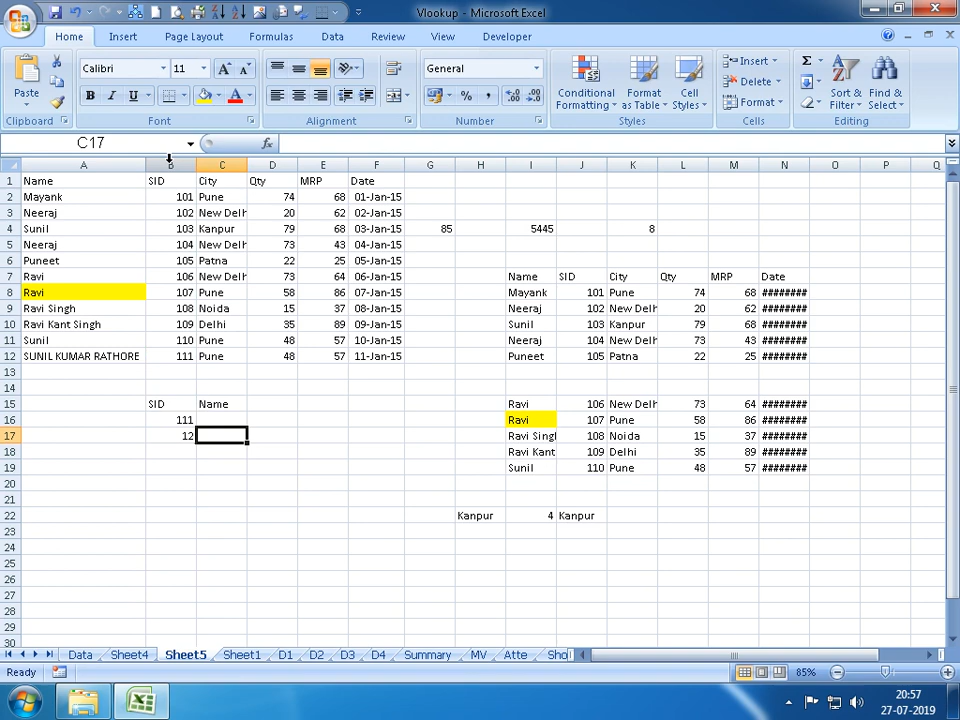 Vlookup - Microsoft Excel
Home Insert Page Layout Formulas Data Review View Developer
Paste
Calibri 11
B I U
General
Conditional Formatting
Format as Table
Cell Styles
Insert
Delete
Format
Sort & Filter
Find & Select
Clipboard Font Alignment Number Styles Cells Editing
C17 fx
A B C D E F G H I J K L M N O P Q
1 Name SID City Qty MRP Date
2 Mayank 101 Pune 74 68 01-Jan-15
3 Neeraj 102 New Delh 20 62 02-Jan-15
4 Sunil 103 Kanpur 79 68 03-Jan-15 85 5445 8
5 Neeraj 104 New Delh 73 43 04-Jan-15
6 Puneet 105 Patna 22 25 05-Jan-15
7 Ravi 106 New Delh 73 64 06-Jan-15 Name SID City Qty MRP Date
8 Ravi 107 Pune 58 86 07-Jan-15 Mayank 101 Pune 74 68 ########
9 Ravi Singh 108 Noida 15 37 08-Jan-15 Neeraj 102 New Delh 20 62 ########
10 Ravi Kant Singh 109 Delhi 35 89 09-Jan-15 Sunil 103 Kanpur 79 68 ########
11 Sunil 110 Pune 48 57 10-Jan-15 Neeraj 104 New Delh 73 43 ########
12 SUNIL KUMAR RATHORE 111 Pune 48 57 11-Jan-15 Puneet 105 Patna 22 25 ########
13
14
15 SID Name Ravi 106 New Delh 73 64 ########
16 111 Ravi 107 Pune 58 86 ########
17 12 Ravi Singl 108 Noida 15 37 ########
18 Ravi Kant 109 Delhi 35 89 ########
19 Sunil 110 Pune 48 57 ########
20
21
22 Kanpur 4 Kanpur
23
24
25
26
27
28
29
30
Data Sheet4 Sheet5 Sheet1 D1 D2 D3 D4 Summary MV Atte Sho
Ready 85%
20:57
27-07-2019